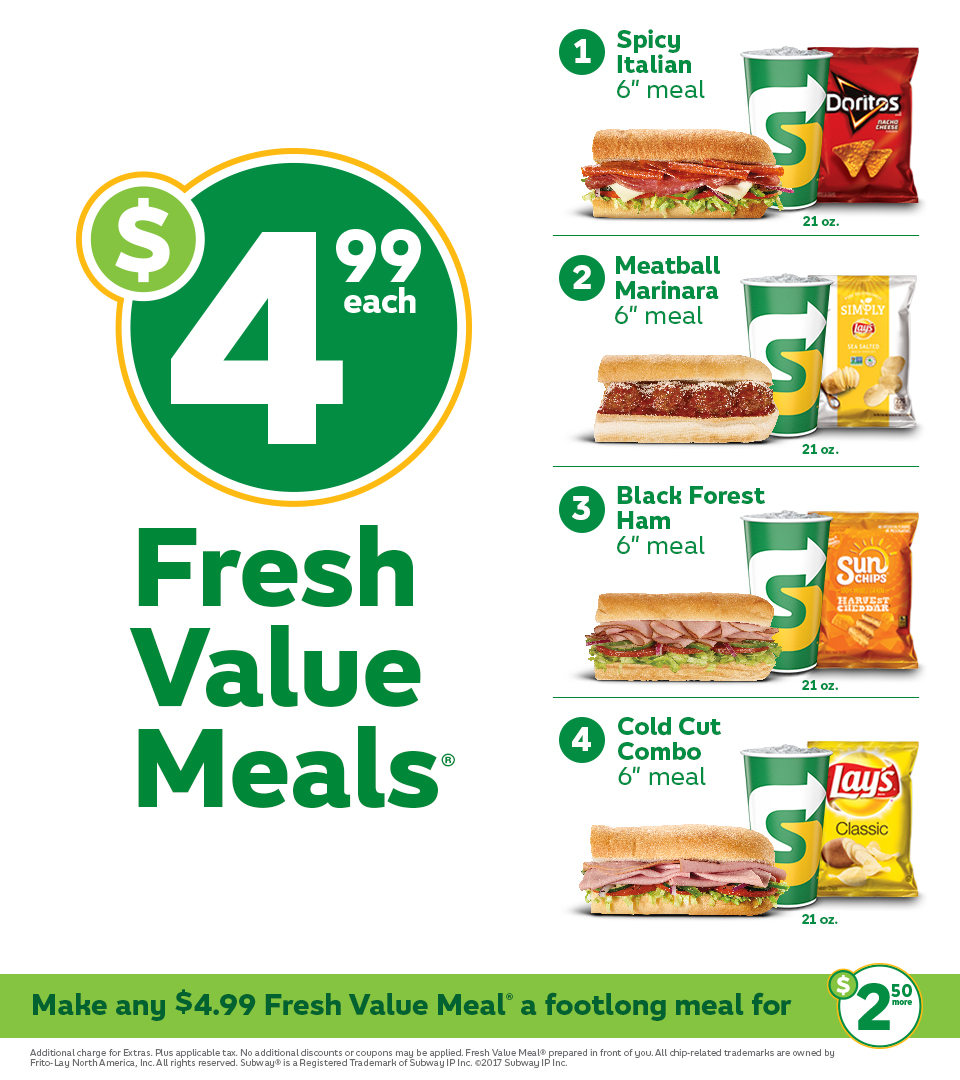 $4 99
each
Fresh
Value
Meals®
1 Spicy
Italian
6" meal
Doritos
NACHO
CHEESE
21 oz.
2 Meatball
Marinara
6" meal
SIMPLY
Lay's
SEA SALTED
21 oz.
3 Black Forest
Ham
6" meal
Sun
CHIPS
HARVEST
CHEDDAR
21 oz.
4 Cold Cut
Combo
6" meal
Lay's
Classic
21 oz.
Make any $4.99 Fresh Value Meal® a footlong meal for $2 50 more
Additional charge for Extras. Plus applicable tax. No additional discounts or coupons may be applied. Fresh Value Meal® prepared in front of you. All chip-related trademarks are owned by
Frito-Lay North America, Inc. All rights reserved. Subway® is a Registered Trademark of Subway IP Inc. ©2017 Subway IP Inc.